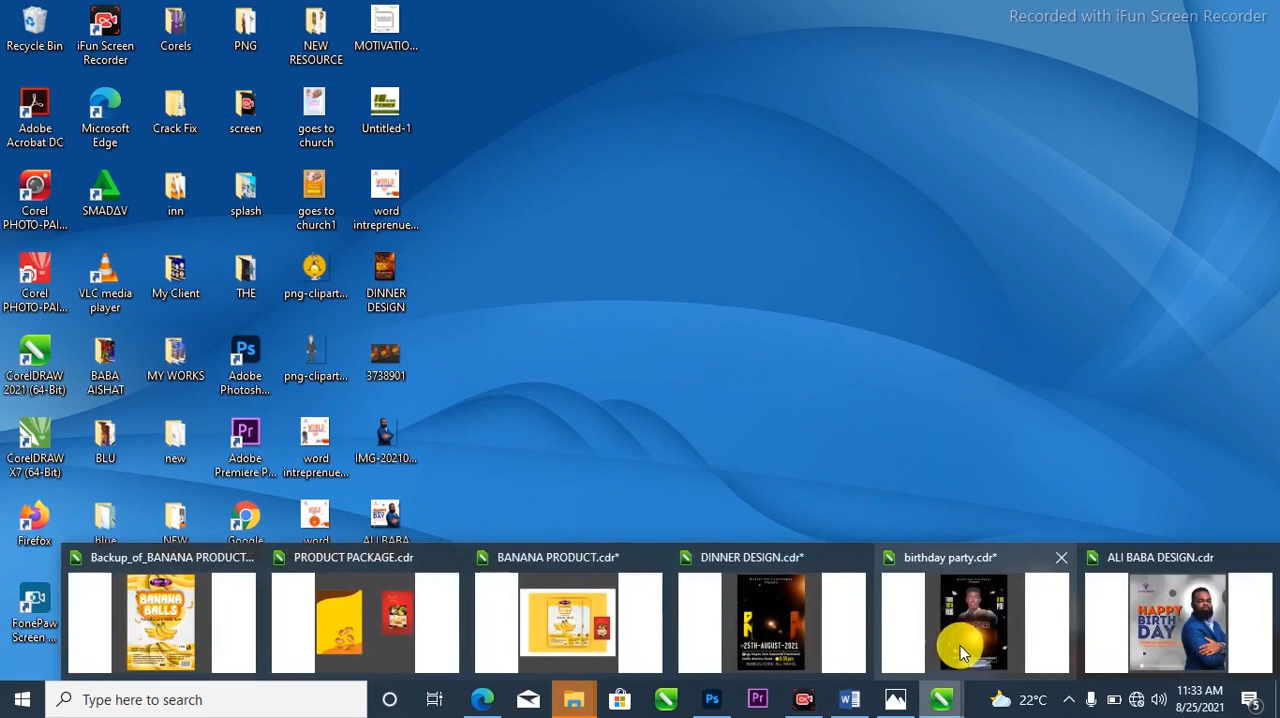 Recorded with iFun Screen Recorder
Recycle Bin
iFun Screen
Recorder
Corels
PNG
NEW
RESOURCE
MOTIVATIO...
Adobe
Acrobat DC
Microsoft
Edge
Crack Fix
screen
goes to
church
Untitled-1
Corel
PHOTO-PAI...
SMADAV
inn
splash
goes to
church1
word
intreprenue...
Corel
PHOTO-PAI...
VLC media
player
My Client
THE
png-clipart...
DINNER
DESIGN
CorelDRAW
2021 (64-Bit)
BABA
AISHAT
MY WORKS
Adobe
Photosh...
png-clipart...
3738901
CorelDRAW
X7 (64-Bit)
BLU
new
Adobe
Premiere P...
word
intreprenue...
IMG-20210...
Firefox
blue
NEW
Google
word
ALI BABA
FonePaw
Screen ...
Backup_of_BANANA PRODUCT...
PRODUCT PACKAGE.cdr
BANANA PRODUCT.cdr*
DINNER DESIGN.cdr*
birthday party.cdr*
ALI BABA DESIGN.cdr
BANANA
BALLS
25TH-AUGUST-2021
HAPPY
BIRTH
DAY
Type here to search
22°C
11:33 AM
8/25/2021
5